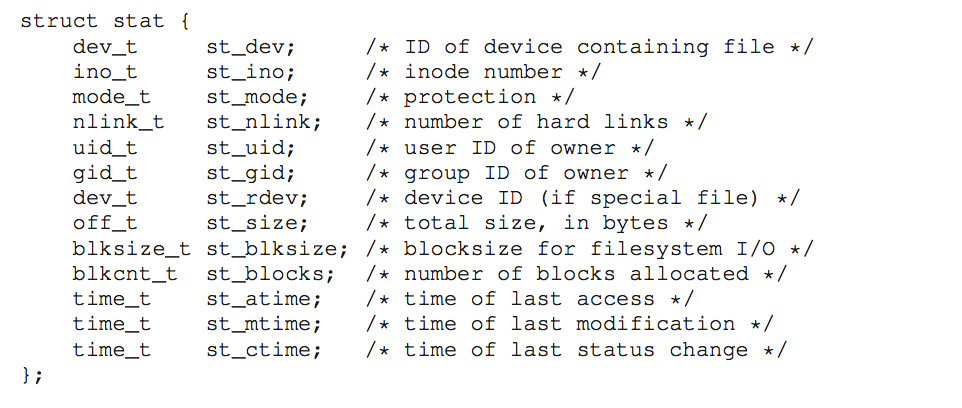 struct stat {
    dev_t     st_dev;     /* ID of device containing file */
    ino_t     st_ino;     /* inode number */
    mode_t    st_mode;    /* protection */
    nlink_t   st_nlink;   /* number of hard links */
    uid_t     st_uid;     /* user ID of owner */
    gid_t     st_gid;     /* group ID of owner */
    dev_t     st_rdev;    /* device ID (if special file) */
    off_t     st_size;    /* total size, in bytes */
    blksize_t st_blksize; /* blocksize for filesystem I/O */
    blkcnt_t  st_blocks;  /* number of blocks allocated */
    time_t    st_atime;   /* time of last access */
    time_t    st_mtime;   /* time of last modification */
    time_t    st_ctime;   /* time of last status change */
};